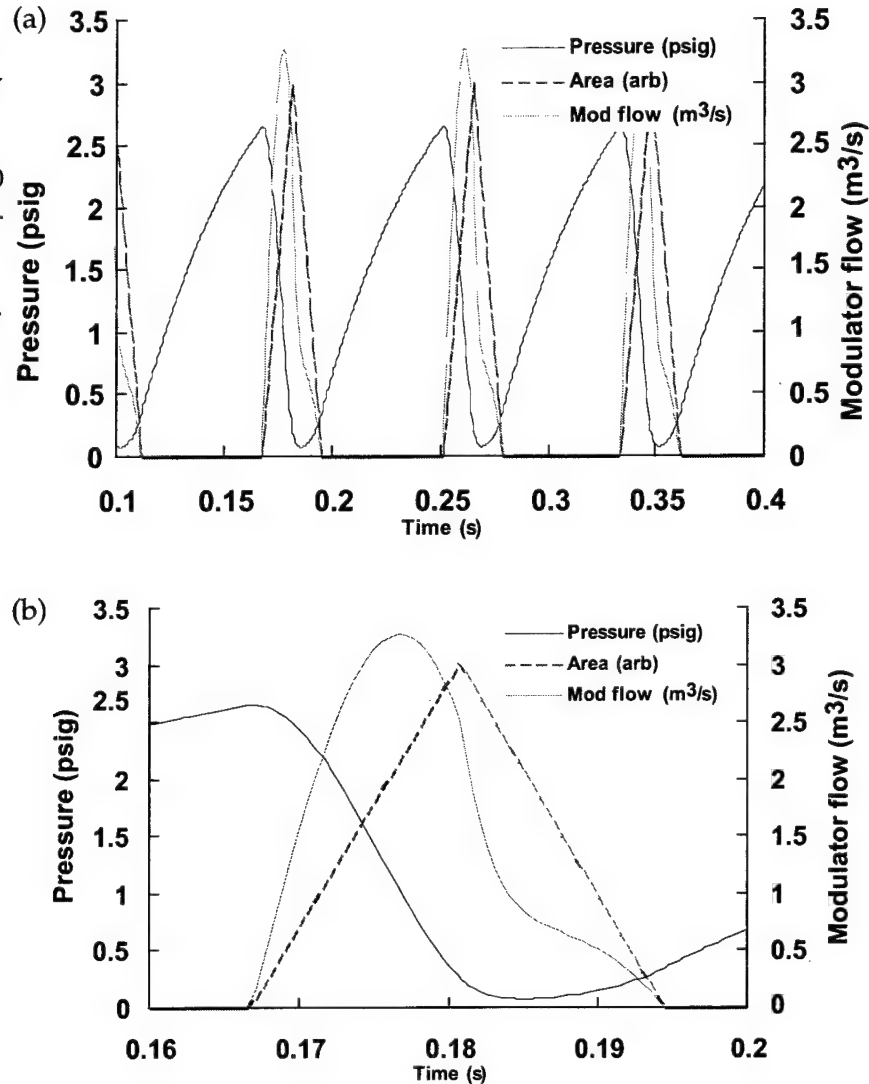 (a)
3.5
3
2.5
2
1.5
1
0.5
0
Pressure (psig
Pressure (psig)
Area (arb)
Mod flow (m³/s)
3.5
3
2.5
2
1.5
1
0.5
0
Modulator flow (m³/s)
0.1 0.15 0.2 0.25 0.3 0.35 0.4
Time (s)
(b)
3.5
3
2.5
2
1
0.5
0
Pressure (psig)
Pressure (psig)
Area (arb)
Mod flow (m³/s)
3.5
3
2.5
2
1.5
1
0.5
0
Modulator flow (m³/s)
0.16 0.17 0.18 0.19 0.2
Time (s)